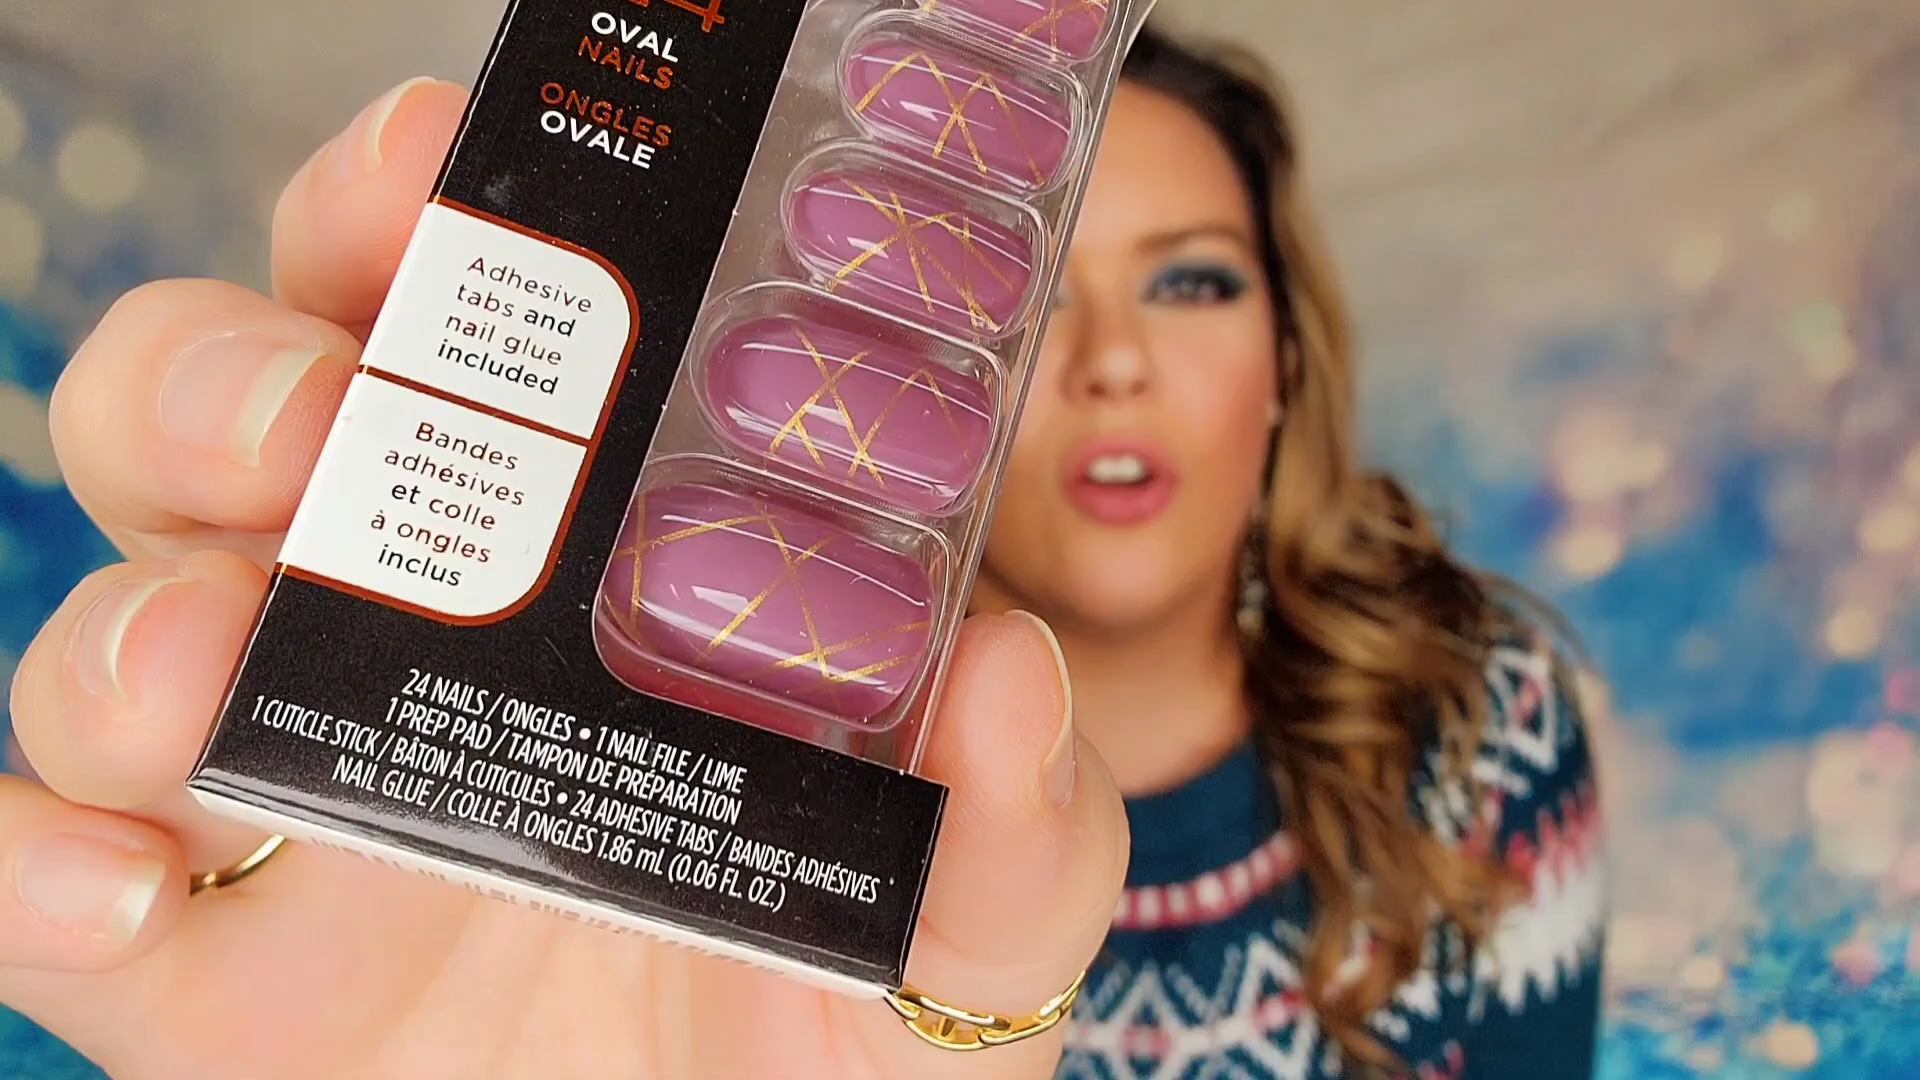 OVAL
NAILS
ONGLES
OVALE
Adhesive
tabs and
nail glue
included
Bandes
adhésives
et colle
à ongles
inclus
24 NAILS / ONGLES • 1 NAIL FILE / LIME
1 PREP PAD / TAMPON DE PRÉPARATION
1 CUTICLE STICK / BÂTON À CUTICULES • 24 ADHESIVE TABS / BANDES ADHÉSIVES
NAIL GLUE / COLLE À ONGLES 1.86 mL (0.06 FL. OZ.)